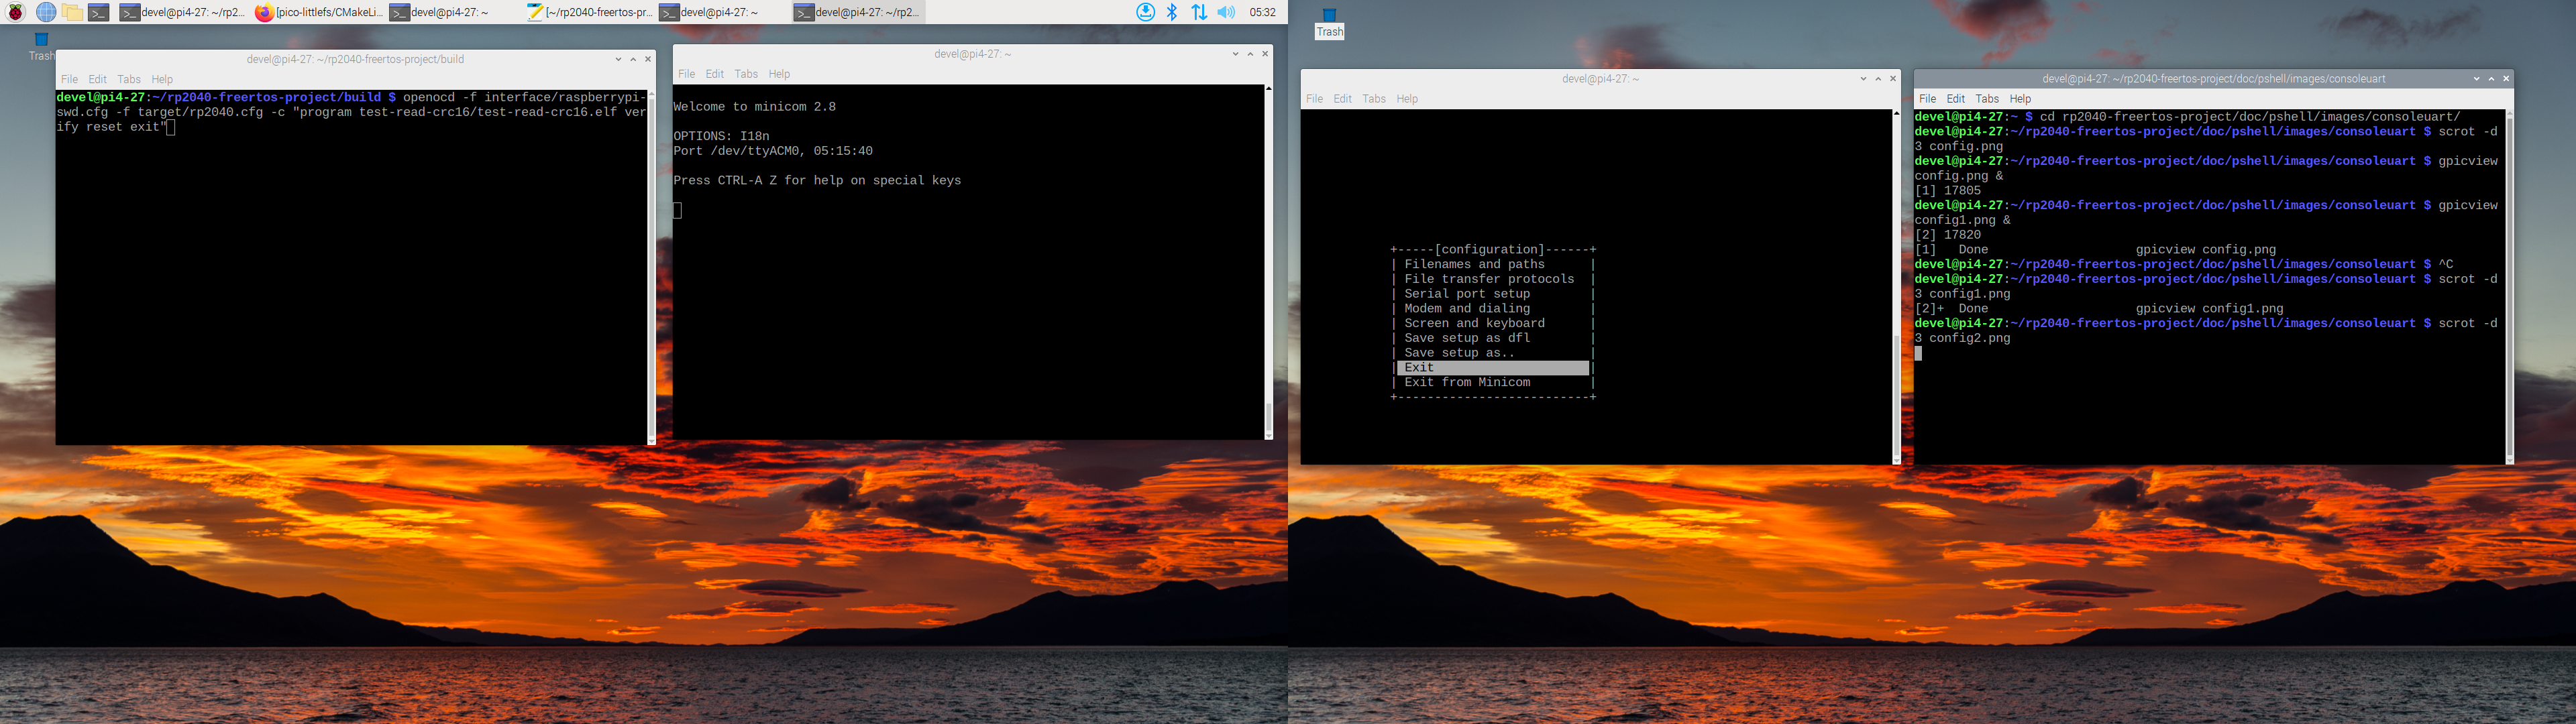 devel@pi4-27: ~/rp2...
[pico-littlefs/CMakeLi...
devel@pi4-27: ~
[~/rp2040-freertos-pr...
devel@pi4-27: ~
devel@pi4-27: ~/rp2...
05:32
Trash
devel@pi4-27: ~/rp2040-freertos-project/build
File Edit Tabs Help
devel@pi4-27:~/rp2040-freertos-project/build $ openocd -f interface/raspberrypi-
swd.cfg -f target/rp2040.cfg -c "program test-read-crc16/test-read-crc16.elf ver
ify reset exit"
devel@pi4-27: ~
File Edit Tabs Help
Welcome to minicom 2.8
OPTIONS: I18n
Port /dev/ttyACM0, 05:15:40
Press CTRL-A Z for help on special keys
Trash
devel@pi4-27: ~
File Edit Tabs Help
+-----[configuration]------+
| Filenames and paths      |
| File transfer protocols  |
| Serial port setup        |
| Modem and dialing        |
| Screen and keyboard      |
| Save setup as dfl        |
| Save setup as..          |
| Exit                     |
| Exit from Minicom        |
+--------------------------+
devel@pi4-27: ~/rp2040-freertos-project/doc/pshell/images/consoleuart
File Edit Tabs Help
devel@pi4-27:~ $ cd rp2040-freertos-project/doc/pshell/images/consoleuart/
devel@pi4-27:~/rp2040-freertos-project/doc/pshell/images/consoleuart $ scrot -d
3 config.png
devel@pi4-27:~/rp2040-freertos-project/doc/pshell/images/consoleuart $ gpicview
config.png &
[1] 17805
devel@pi4-27:~/rp2040-freertos-project/doc/pshell/images/consoleuart $ gpicview
config1.png &
[2] 17820
[1]   Done                    gpicview config.png
devel@pi4-27:~/rp2040-freertos-project/doc/pshell/images/consoleuart $ ^C
devel@pi4-27:~/rp2040-freertos-project/doc/pshell/images/consoleuart $ scrot -d
3 config1.png
[2]+  Done                    gpicview config1.png
devel@pi4-27:~/rp2040-freertos-project/doc/pshell/images/consoleuart $ scrot -d
3 config2.png